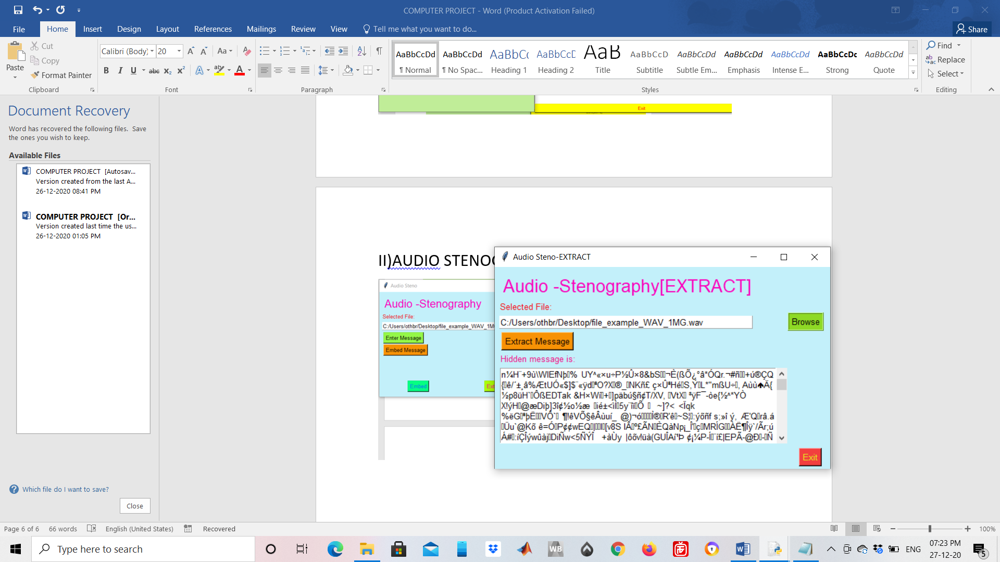 COMPUTER PROJECT - Word (Product Activation Failed)
File Home Insert Design Layout References Mailings Review View Tell me what you want to do... Share
Paste
Cut
Copy
Format Painter
Clipboard
Calibri (Body) 20
Font
Paragraph
AaBbCcDd AaBbCcDd AaBbCc AaBbCcD AaB AaBbCcD AaBbCcDd AaBbCcDd AaBbCcDd AaBbCcDc AaBbCcDd
¶ Normal ¶ No Spac... Heading 1 Heading 2 Title Subtitle Subtle Em... Emphasis Intense E... Strong Quote
Styles
Find
Replace
Select
Editing
Document Recovery
Word has recovered the following files. Save
the ones you wish to keep.
Available Files
COMPUTER PROJECT [Autosav...
Version created from the last A...
26-12-2020 08:41 PM
COMPUTER PROJECT [Or...
Version created last time the us...
26-12-2020 01:05 PM
Which file do I want to save?
Close
Exit
II)AUDIO STENO
Audio Steno
Audio -Stenography
Selected File:
C:/Users/othbr/Desktop/file_example_WAV_1M
Enter Message
Embed Message
Embed
Ext
Audio Steno-EXTRACT
Audio -Stenography[EXTRACT]
Selected File:
C:/Users/othbr/Desktop/file_example_WAV_1MG.wav
Browse
Extract Message
Hidden message is:
Exit
Page 6 of 6 66 words English (United States) Recovered
100%
Type here to search
WB
ENG
07:23 PM
27-12-20
5